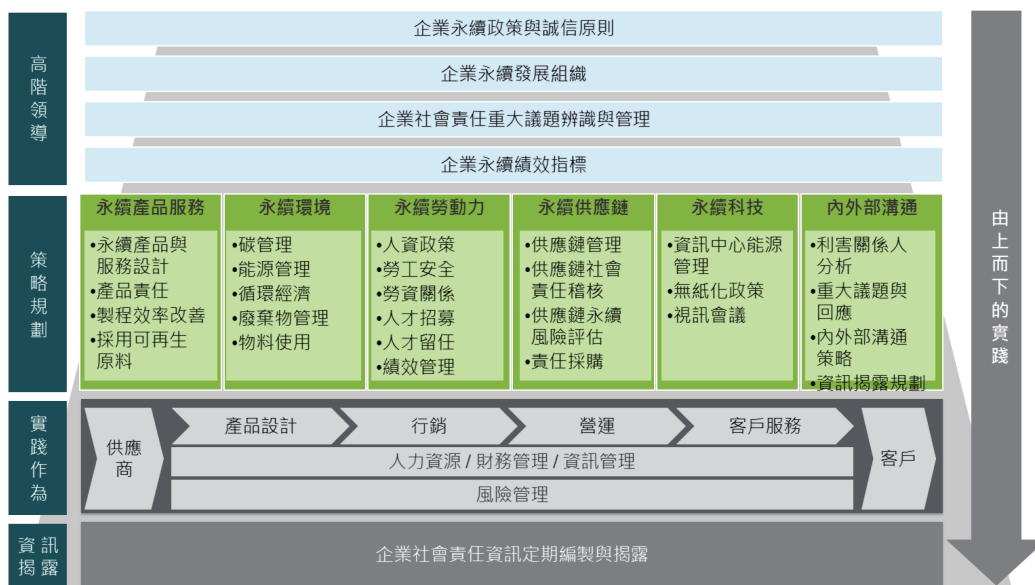 高階領導
企業永續政策與誠信原則
企業永續發展組織
企業社會責任重大議題辨識與管理
企業永續績效指標
策略規劃
永續產品服務
•永續產品與
服務設計
•產品責任
•製程效率改善
•採用可再生
原料
永續環境
•碳管理
•能源管理
•循環經濟
•廢棄物管理
•物料使用
永續勞動力
•人資政策
•勞工安全
•勞資關係
•人才招募
•人才留任
•績效管理
永續供應鏈
•供應鏈管理
•供應鏈社會
責任稽核
•供應鏈永續
風險評估
•責任採購
永續科技
•資訊中心能源
管理
•無紙化政策
•視訊會議
內外部溝通
•利害關係人
分析
•重大議題與
回應
•內外部溝通
策略
•資訊揭露規劃
實踐作為
供應
商
產品設計
行銷
營運
客戶服務
人力資源 / 財務管理 / 資訊管理
風險管理
客戶
資訊
揭露
企業社會責任資訊定期編製與揭露
由上而下的實踐